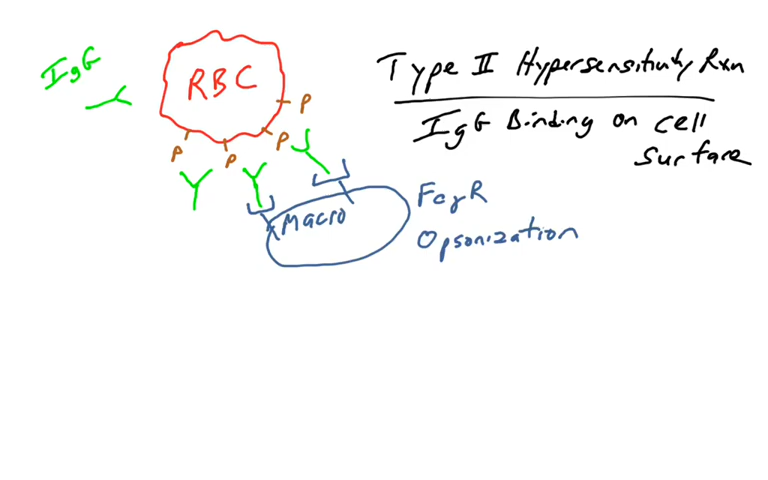 IgG
RBC
P
P
P
P
Macro
Type II Hypersensitivity Rxn
IgG Binding on cell
surface
FcγR
Opsonization